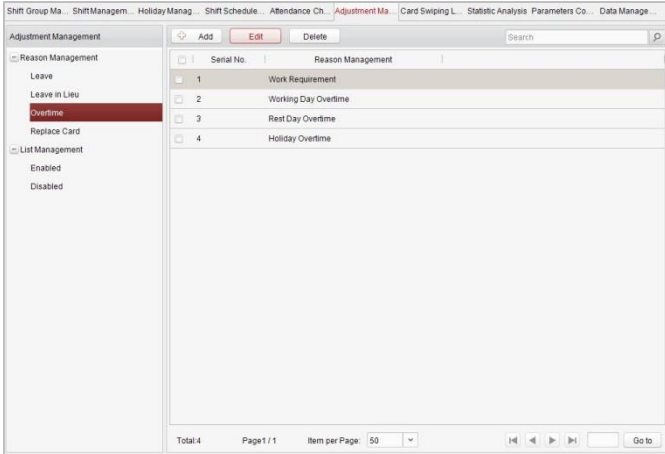 Shift Group Ma... Shift Managem... Holiday Manag... Shift Schedule... Attendance Ch... Adjustment Ma... Card Swiping L... Statistic Analysis Parameters Co... Data Manage...
Adjustment Management
Add Edit Delete Search
Reason Management
Leave
Leave in Lieu
Overtime
Replace Card
List Management
Enabled
Disabled
Serial No. Reason Management
1 Work Requirement
2 Working Day Overtime
3 Rest Day Overtime
4 Holiday Overtime
Total:4 Page1 / 1 Item per Page: 50 Go to